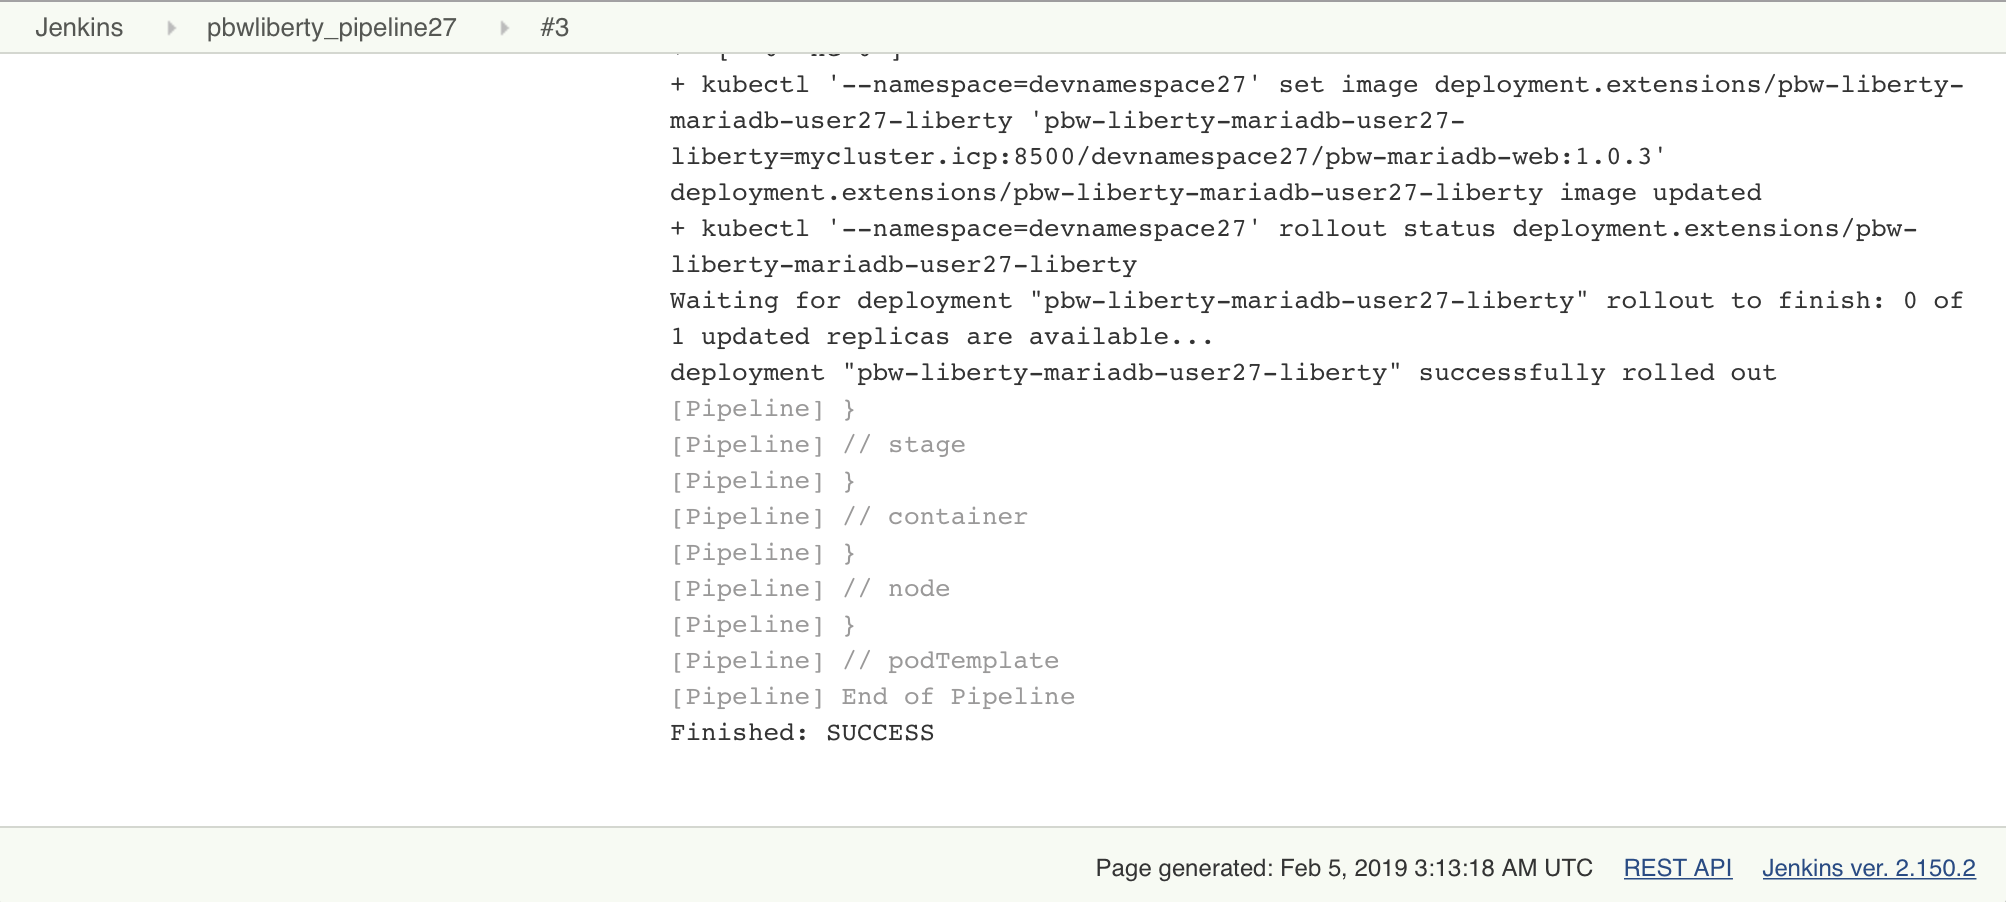 Jenkins pbwliberty_pipeline27 #3
+ kubectl '--namespace=devnamespace27' set image deployment.extensions/pbw-liberty-
mariadb-user27-liberty 'pbw-liberty-mariadb-user27-
liberty=mycluster.icp:8500/devnamespace27/pbw-mariadb-web:1.0.3'
deployment.extensions/pbw-liberty-mariadb-user27-liberty image updated
+ kubectl '--namespace=devnamespace27' rollout status deployment.extensions/pbw-
liberty-mariadb-user27-liberty
Waiting for deployment "pbw-liberty-mariadb-user27-liberty" rollout to finish: 0 of
1 updated replicas are available...
deployment "pbw-liberty-mariadb-user27-liberty" successfully rolled out
[Pipeline] }
[Pipeline] // stage
[Pipeline] }
[Pipeline] // container
[Pipeline] }
[Pipeline] // node
[Pipeline] }
[Pipeline] // podTemplate
[Pipeline] End of Pipeline
Finished: SUCCESS
Page generated: Feb 5, 2019 3:13:18 AM UTC REST API Jenkins ver. 2.150.2